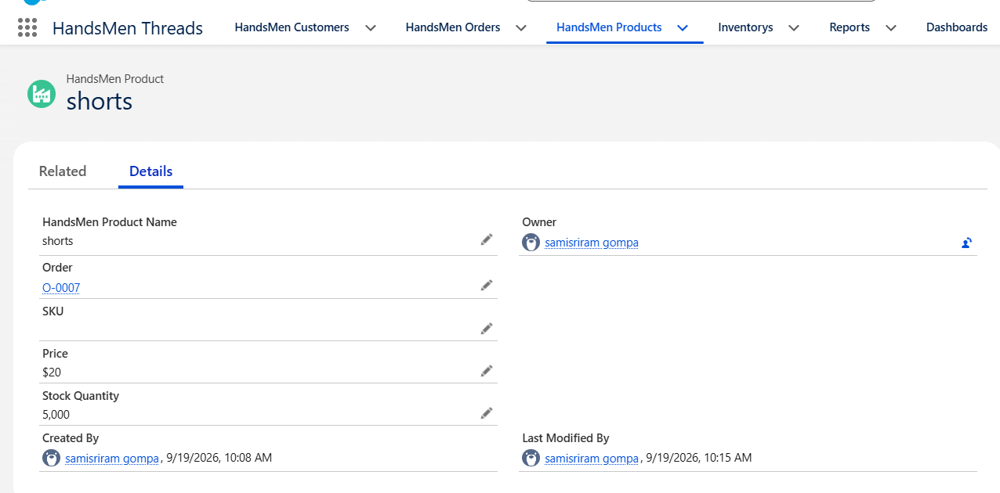 HandsMen Threads HandsMen Customers HandsMen Orders HandsMen Products Inventorys Reports Dashboards
HandsMen Product
shorts
Related Details
HandsMen Product Name
shorts
Owner
samisriram gompa
Order
O-0007
SKU
Price
$20
Stock Quantity
5,000
Created By
samisriram gompa, 9/19/2026, 10:08 AM
Last Modified By
samisriram gompa, 9/19/2026, 10:15 AM